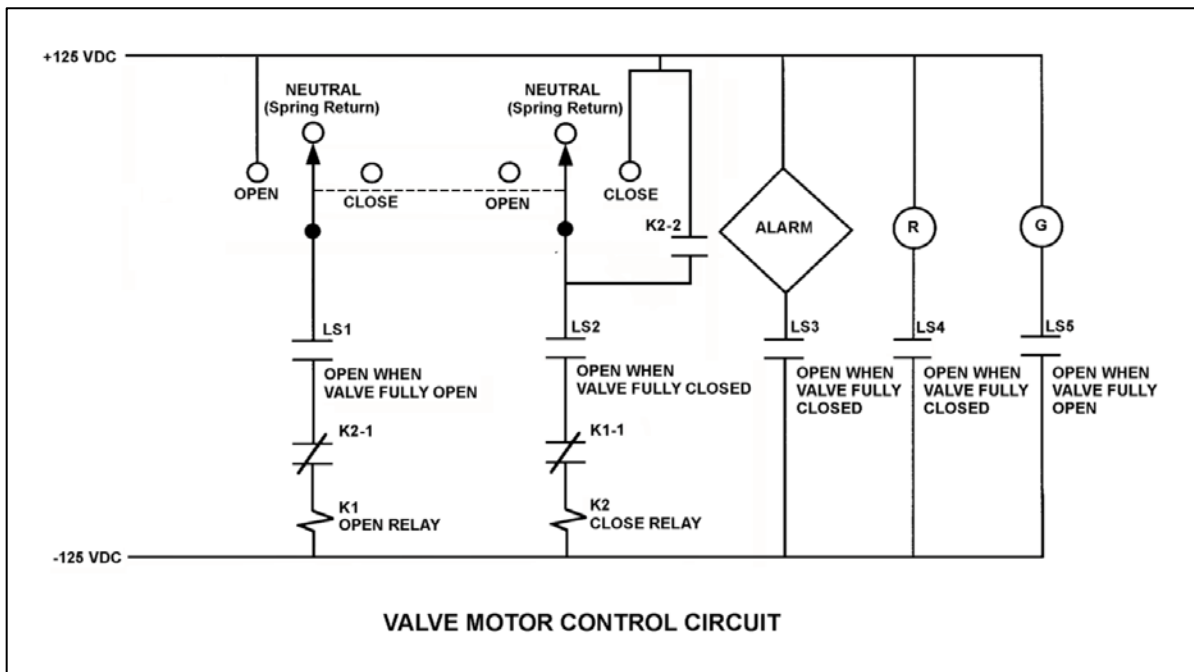 +125 VDC
NEUTRAL
(Spring Return)
NEUTRAL
(Spring Return)
OPEN
CLOSE
OPEN
CLOSE
K2-2
ALARM
R
G
LS1
OPEN WHEN
VALVE FULLY OPEN
LS2
OPEN WHEN
VALVE FULLY CLOSED
LS3
OPEN WHEN
VALVE FULLY
CLOSED
LS4
OPEN WHEN
VALVE FULLY
CLOSED
LS5
OPEN WHEN
VALVE FULLY
OPEN
K2-1
K1-1
K1
OPEN RELAY
K2
CLOSE RELAY
-125 VDC
VALVE MOTOR CONTROL CIRCUIT